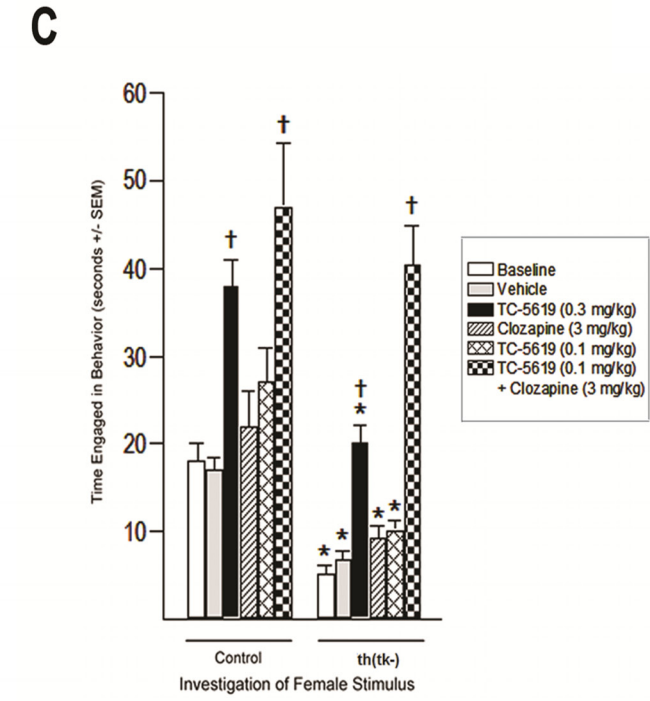 C
60
50
40
30
20
10
Time Engaged in Behavior (seconds +/- SEM)
†
†
†
†
*
*
*
*
*
Baseline
Vehicle
TC-5619 (0.3 mg/kg)
Clozapine (3 mg/kg)
TC-5619 (0.1 mg/kg)
TC-5619 (0.1 mg/kg)
+ Clozapine (3 mg/kg)
Control
th(tk-)
Investigation of Female Stimulus